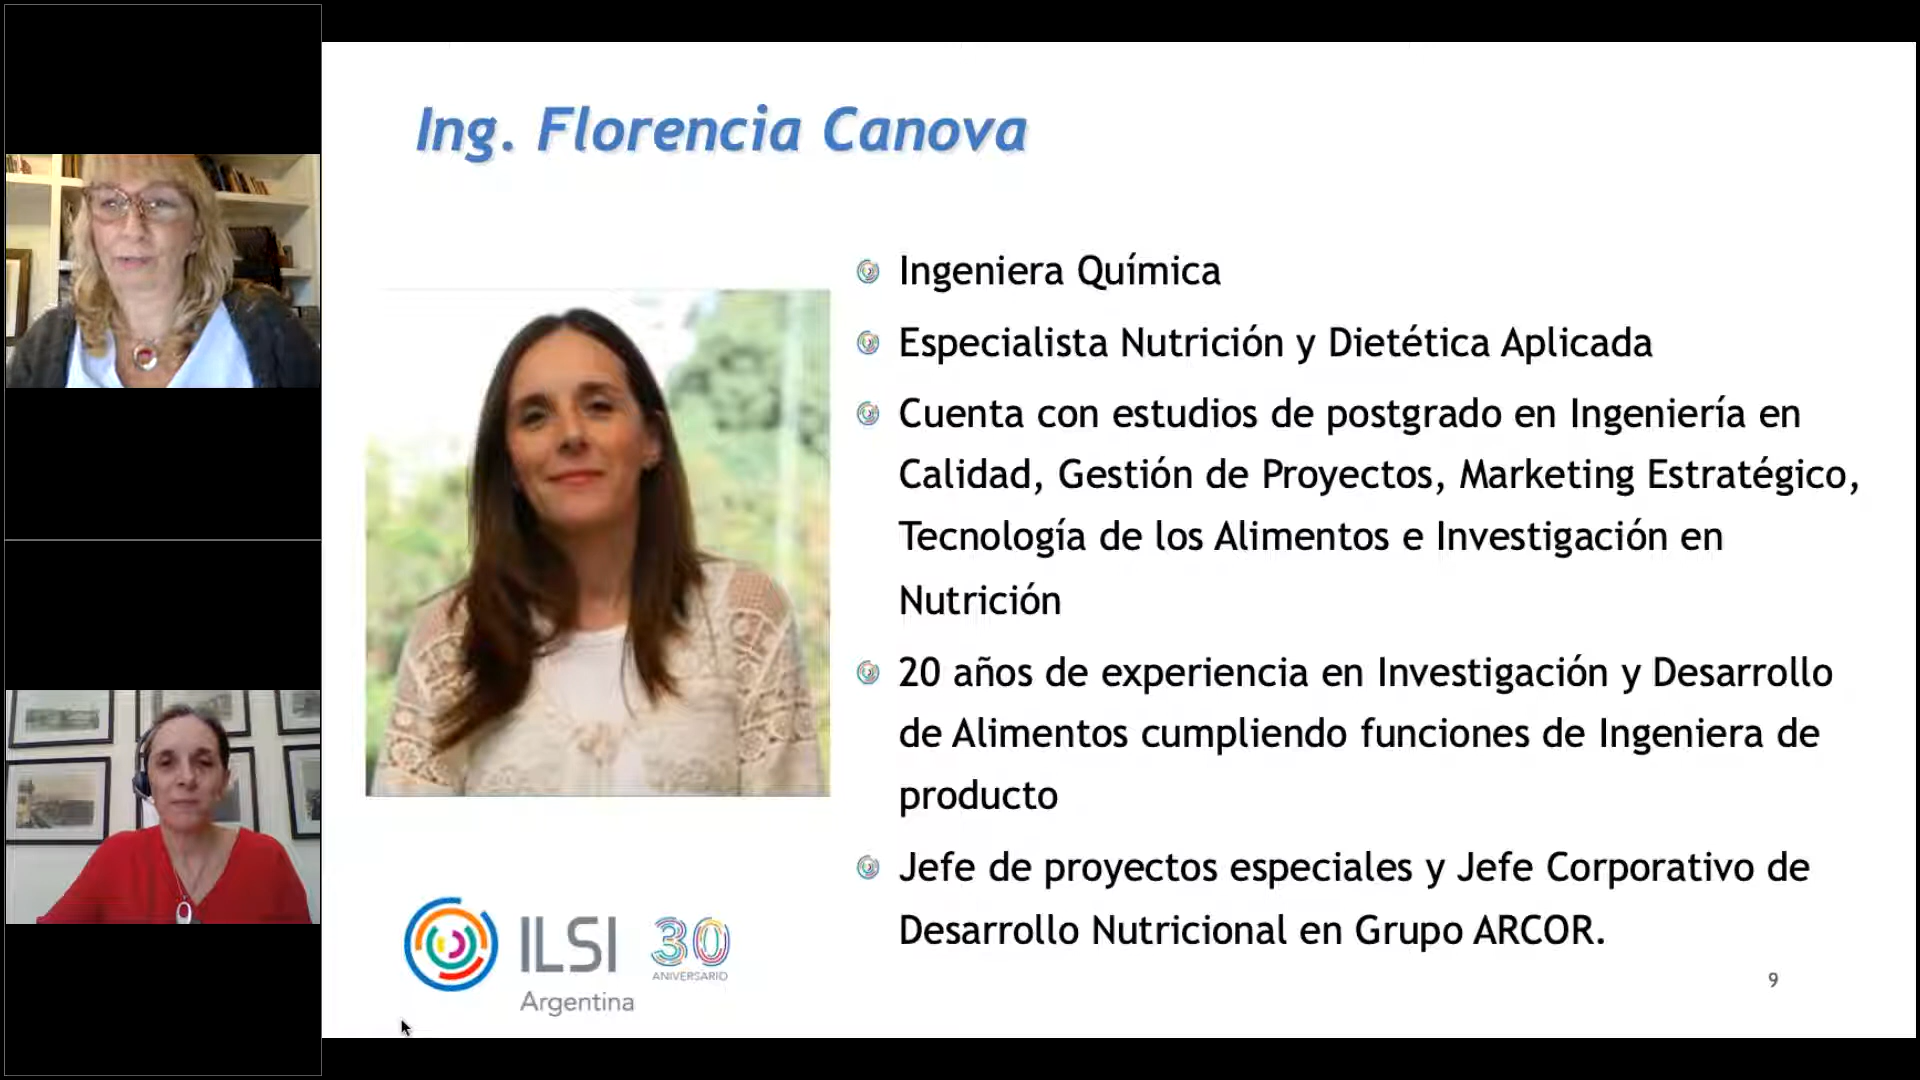 Ing. Florencia Canova
Ingeniera Química
Especialista Nutrición y Dietética Aplicada
Cuenta con estudios de postgrado en Ingeniería en
Calidad, Gestión de Proyectos, Marketing Estratégico,
Tecnología de los Alimentos e Investigación en
Nutrición
20 años de experiencia en Investigación y Desarrollo
de Alimentos cumpliendo funciones de Ingeniera de
producto
Jefe de proyectos especiales y Jefe Corporativo de
Desarrollo Nutricional en Grupo ARCOR.
ILSI
Argentina
30
ANIVERSARIO
9